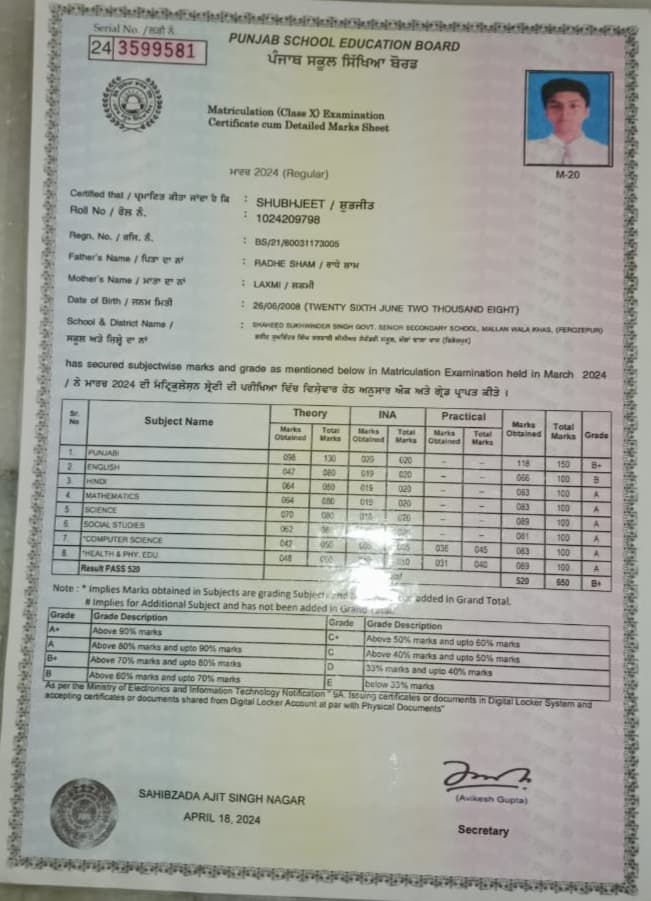 Serial No. /ਲੜੀ ਨੰ.
24 3599581
PUNJAB SCHOOL EDUCATION BOARD
ਪੰਜਾਬ ਸਕੂਲ ਸਿੱਖਿਆ ਬੋਰਡ
Matriculation (Class X) Examination
Certificate cum Detailed Marks Sheet
M-20
ਮਾਰਚ 2024 (Regular)
Certified that / ਪ੍ਰਮਾਣਿਤ ਕੀਤਾ ਜਾਂਦਾ ਹੈ ਕਿ : SHUBHJEET / ਸ਼ੁਭਜੀਤ
Roll No / ਰੋਲ ਨੰ. : 1024209798
Regn. No. / ਰਜਿ. ਨੰ. : BS/21/80031173005
Father's Name / ਪਿਤਾ ਦਾ ਨਾਂ : RADHE SHAM / ਰਾਧੇ ਸ਼ਾਮ
Mother's Name / ਮਾਤਾ ਦਾ ਨਾਂ : LAXMI / ਲਕਸ਼ਮੀ
Date of Birth / ਜਨਮ ਮਿਤੀ : 26/06/2008 (TWENTY SIXTH JUNE TWO THOUSAND EIGHT)
School & District Name / : SHAHEED SUKHWINDER SINGH GOVT. SENIOR SECONDARY SCHOOL, MALLAN WALA KHAS, (FEROZEPUR)
ਸਕੂਲ ਅਤੇ ਜਿਲ੍ਹੇ ਦਾ ਨਾਂ
has secured subjectwise marks and grade as mentioned below in Matriculation Examination held in March 2024
/ ਨੇ ਮਾਰਚ 2024 ਦੀ ਮੈਟ੍ਰਿਕੂਲੇਸ਼ਨ ਸ਼੍ਰੇਣੀ ਦੀ ਪਰੀਖਿਆ ਵਿੱਚ ਵਿਸ਼ੇਵਾਰ ਹੇਠ ਅਨੁਸਾਰ ਅੰਕ ਅਤੇ ਗ੍ਰੇਡ ਪ੍ਰਾਪਤ ਕੀਤੇ ।
Sr. No Subject Name Theory INA Practical Marks Obtained Total Marks Grade
Marks Obtained Total Marks Marks Obtained Total Marks Marks Obtained Total Marks
1. PUNJABI 098 130 020 020 - - 118 150 B+
2. ENGLISH 047 080 019 020 - - 066 100 B
3. HINDI 064 080 019 020 - - 083 100 A
4. MATHEMATICS 064 080 019 020 - - 083 100 A
5. SCIENCE 070 080 019 020 - - 089 100 A
6. SOCIAL STUDIES 062 - - 081 100 A
7. *COMPUTER SCIENCE 042 050 005 036 045 083 100 A
8. *HEALTH & PHY. EDU. 048 010 031 040 089 100 A
Result PASS 520 520 650 B+
Note : * Implies Marks obtained in Subjects are grading Subject and added in Grand Total.
# Implies for Additional Subject and has not been added in Grand Total.
Grade Grade Description Grade Grade Description
A+ Above 90% marks C+ Above 50% marks and upto 60% marks
A Above 80% marks and upto 90% marks C Above 40% marks and upto 50% marks
B+ Above 70% marks and upto 80% marks D 33% marks and upto 40% marks
B Above 60% marks and upto 70% marks E below 33% marks
As per the Ministry of Electronics and Information Technology Notification " 9A. Issuing certificates or documents in Digital Locker System and
accepting certificates or documents shared from Digital Locker Account at par with Physical Documents"
SAHIBZADA AJIT SINGH NAGAR
APRIL 18, 2024
(Avikesh Gupta)
Secretary